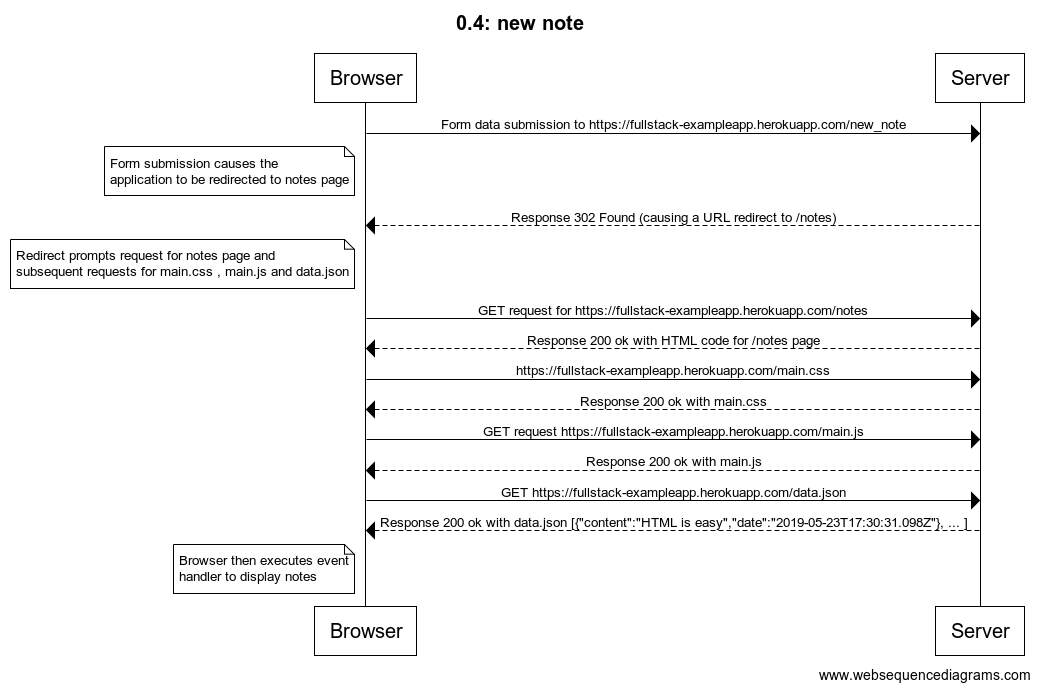 0.4: new note
Browser
Server
Form data submission to https://fullstack-exampleapp.herokuapp.com/new_note
Form submission causes the
application to be redirected to notes page
Response 302 Found (causing a URL redirect to /notes)
Redirect prompts request for notes page and
subsequent requests for main.css , main.js and data.json
GET request for https://fullstack-exampleapp.herokuapp.com/notes
Response 200 ok with HTML code for /notes page
https://fullstack-exampleapp.herokuapp.com/main.css
Response 200 ok with main.css
GET request https://fullstack-exampleapp.herokuapp.com/main.js
Response 200 ok with main.js
GET https://fullstack-exampleapp.herokuapp.com/data.json
Response 200 ok with data.json [{"content":"HTML is easy","date":"2019-05-23T17:30:31.098Z"}, ... ]
Browser then executes event
handler to display notes
Browser
Server
www.websequencediagrams.com